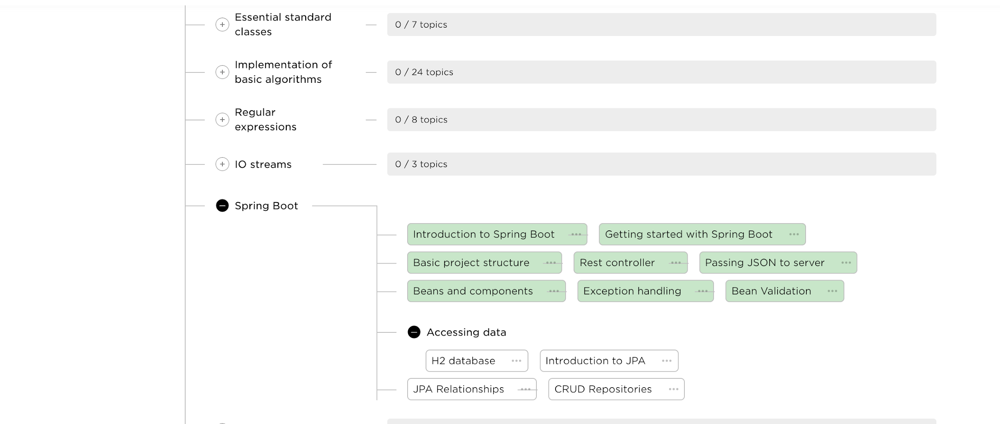 Essential standard
classes
0 / 7 topics
Implementation of
basic algorithms
0 / 24 topics
Regular
expressions
0 / 8 topics
IO streams
0 / 3 topics
Spring Boot
Introduction to Spring Boot
Getting started with Spring Boot
Basic project structure
Rest controller
Passing JSON to server
Beans and components
Exception handling
Bean Validation
Accessing data
H2 database
Introduction to JPA
JPA Relationships
CRUD Repositories